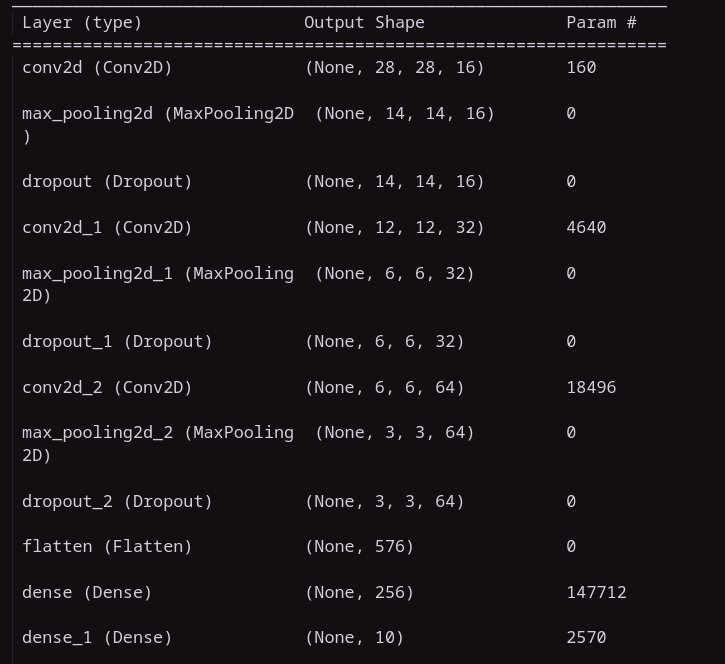 Layer (type) Output Shape Param #
=================================================================
conv2d (Conv2D) (None, 28, 28, 16) 160
max_pooling2d (MaxPooling2D (None, 14, 14, 16) 0
)
dropout (Dropout) (None, 14, 14, 16) 0
conv2d_1 (Conv2D) (None, 12, 12, 32) 4640
max_pooling2d_1 (MaxPooling (None, 6, 6, 32) 0
2D)
dropout_1 (Dropout) (None, 6, 6, 32) 0
conv2d_2 (Conv2D) (None, 6, 6, 64) 18496
max_pooling2d_2 (MaxPooling (None, 3, 3, 64) 0
2D)
dropout_2 (Dropout) (None, 3, 3, 64) 0
flatten (Flatten) (None, 576) 0
dense (Dense) (None, 256) 147712
dense_1 (Dense) (None, 10) 2570